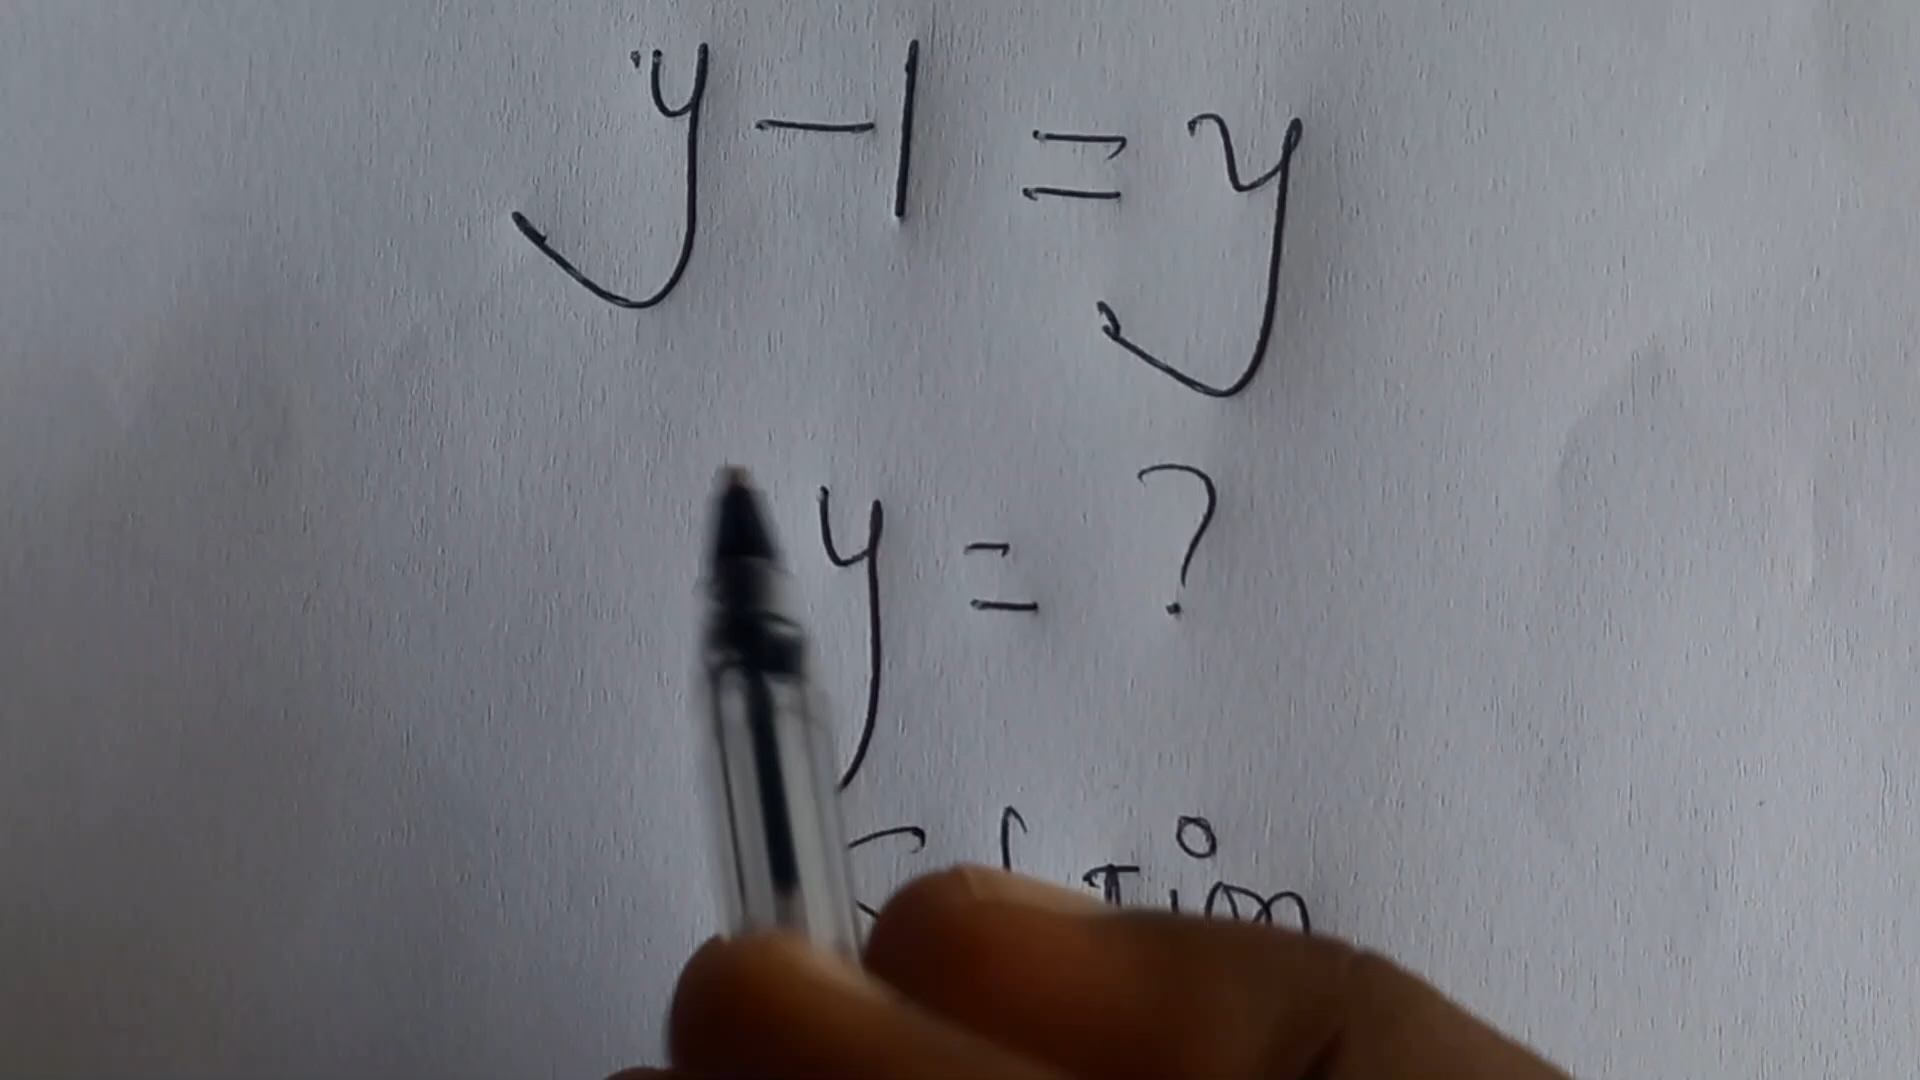 y - 1 = y
y = ?